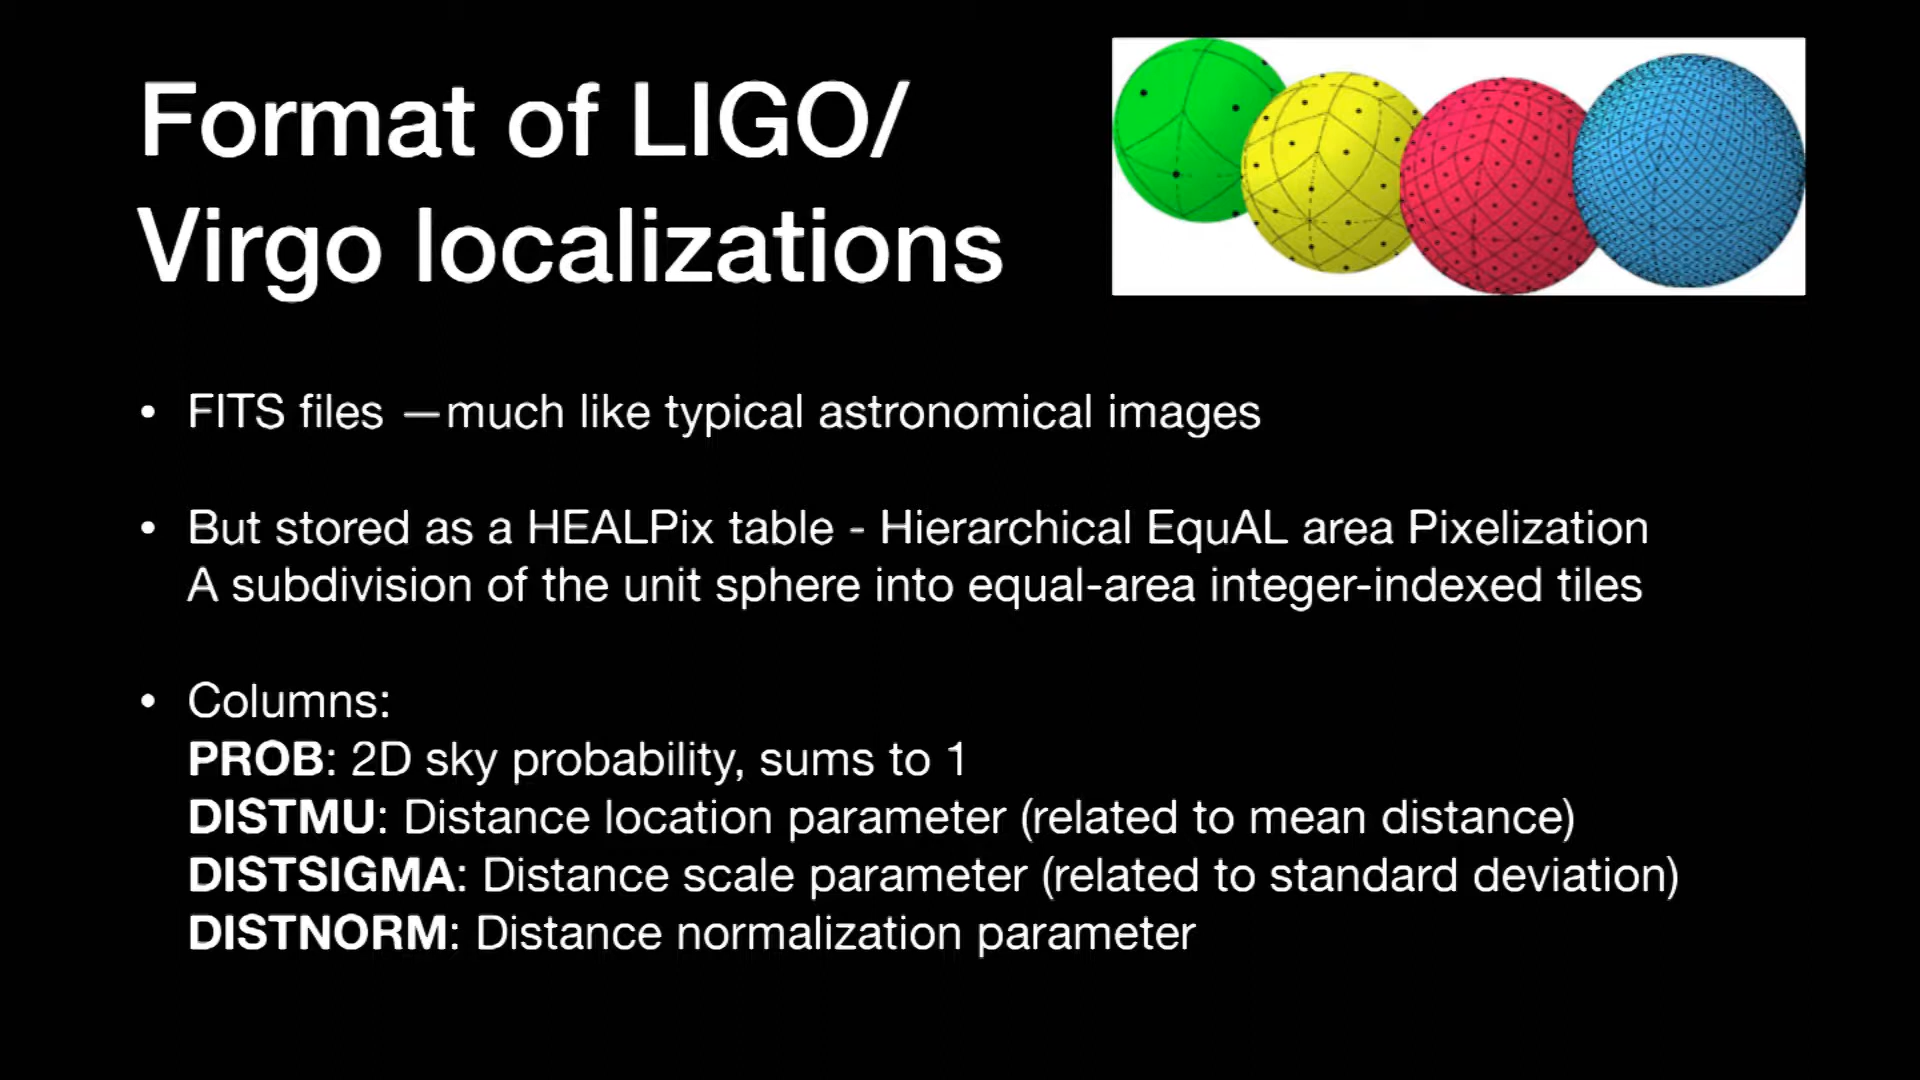 Format of LIGO/
Virgo localizations
• FITS files —much like typical astronomical images
• But stored as a HEALPix table - Hierarchical EquAL area Pixelization
A subdivision of the unit sphere into equal-area integer-indexed tiles
• Columns:
PROB: 2D sky probability, sums to 1
DISTMU: Distance location parameter (related to mean distance)
DISTSIGMA: Distance scale parameter (related to standard deviation)
DISTNORM: Distance normalization parameter